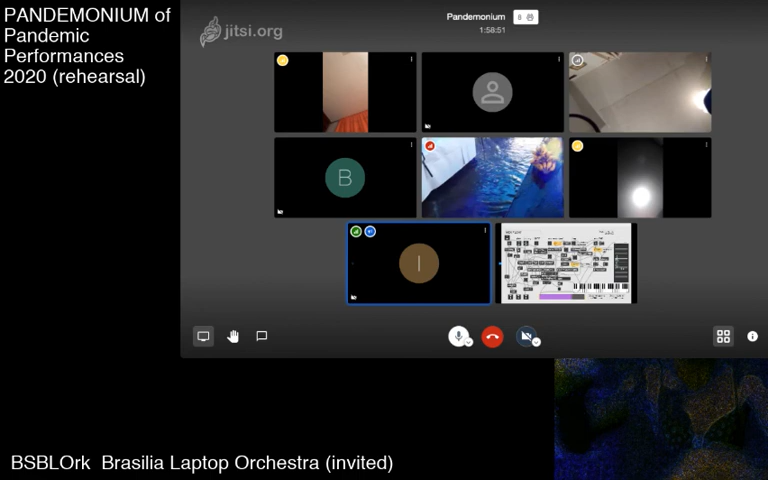 PANDEMONIUM of
Pandemic
Performances
2020 (rehearsal)
jitsi.org
Pandemonium 8
1:58:51
B
I
BSBLOrk Brasilia Laptop Orchestra (invited)